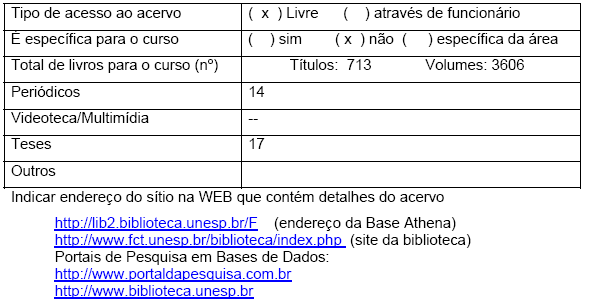 Tipo de acesso ao acervo ( x ) Livre ( ) através de funcionário
É específica para o curso ( ) sim ( x ) não ( ) específica da área
Total de livros para o curso (nº) Títulos: 713 Volumes: 3606
Periódicos 14
Videoteca/Multimídia --
Teses 17
Outros
Indicar endereço do sítio na WEB que contém detalhes do acervo
http://lib2.biblioteca.unesp.br/F (endereço da Base Athena)
http://www.fct.unesp.br/biblioteca/index.php (site da biblioteca)
Portais de Pesquisa em Bases de Dados:
http://www.portaldapesquisa.com.br
http://www.biblioteca.unesp.br